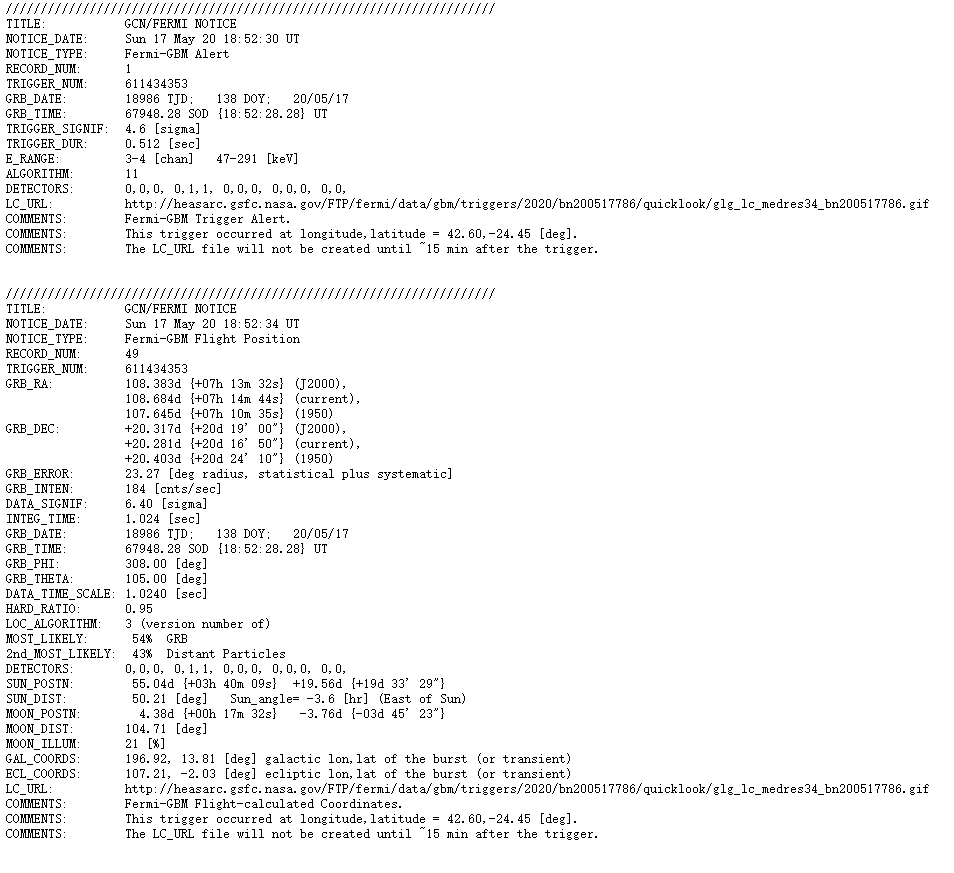 //////////////////////////////////////////////////////////////////////
TITLE: GCN/FERMI NOTICE
NOTICE_DATE: Sun 17 May 20 18:52:30 UT
NOTICE_TYPE: Fermi-GBM Alert
RECORD_NUM: 1
TRIGGER_NUM: 611434353
GRB_DATE: 18986 TJD; 138 DOY; 20/05/17
GRB_TIME: 67948.28 SOD {18:52:28.28} UT
TRIGGER_SIGNIF: 4.6 [sigma]
TRIGGER_DUR: 0.512 [sec]
E_RANGE: 3-4 [chan] 47-291 [keV]
ALGORITHM: 11
DETECTORS: 0,0,0, 0,1,1, 0,0,0, 0,0,0, 0,0,
LC_URL: http://heasarc.gsfc.nasa.gov/FTP/fermi/data/gbm/triggers/2020/bn200517786/quicklook/glg_lc_medres34_bn200517786.gif
COMMENTS: Fermi-GBM Trigger Alert.
COMMENTS: This trigger occurred at longitude,latitude = 42.60,-24.45 [deg].
COMMENTS: The LC_URL file will not be created until ~15 min after the trigger.
//////////////////////////////////////////////////////////////////////
TITLE: GCN/FERMI NOTICE
NOTICE_DATE: Sun 17 May 20 18:52:34 UT
NOTICE_TYPE: Fermi-GBM Flight Position
RECORD_NUM: 49
TRIGGER_NUM: 611434353
GRB_RA: 108.383d {+07h 13m 32s} (J2000),
108.684d {+07h 14m 44s} (current),
107.645d {+07h 10m 35s} (1950)
GRB_DEC: +20.317d {+20d 19' 00"} (J2000),
+20.281d {+20d 16' 50"} (current),
+20.403d {+20d 24' 10"} (1950)
GRB_ERROR: 23.27 [deg radius, statistical plus systematic]
GRB_INTEN: 184 [cnts/sec]
DATA_SIGNIF: 6.40 [sigma]
INTEG_TIME: 1.024 [sec]
GRB_DATE: 18986 TJD; 138 DOY; 20/05/17
GRB_TIME: 67948.28 SOD {18:52:28.28} UT
GRB_PHI: 308.00 [deg]
GRB_THETA: 105.00 [deg]
DATA_TIME_SCALE: 1.0240 [sec]
HARD_RATIO: 0.95
LOC_ALGORITHM: 3 (version number of)
MOST_LIKELY: 54% GRB
2nd_MOST_LIKELY: 43% Distant Particles
DETECTORS: 0,0,0, 0,1,1, 0,0,0, 0,0,0, 0,0,
SUN_POSTN: 55.04d {+03h 40m 09s} +19.56d {+19d 33' 29"}
SUN_DIST: 50.21 [deg] Sun_angle= -3.6 [hr] (East of Sun)
MOON_POSTN: 4.38d {+00h 17m 32s} -3.76d {-03d 45' 23"}
MOON_DIST: 104.71 [deg]
MOON_ILLUM: 21 [%]
GAL_COORDS: 196.92, 13.81 [deg] galactic lon,lat of the burst (or transient)
ECL_COORDS: 107.21, -2.03 [deg] ecliptic lon,lat of the burst (or transient)
LC_URL: http://heasarc.gsfc.nasa.gov/FTP/fermi/data/gbm/triggers/2020/bn200517786/quicklook/glg_lc_medres34_bn200517786.gif
COMMENTS: Fermi-GBM Flight-calculated Coordinates.
COMMENTS: This trigger occurred at longitude,latitude = 42.60,-24.45 [deg].
COMMENTS: The LC_URL file will not be created until ~15 min after the trigger.